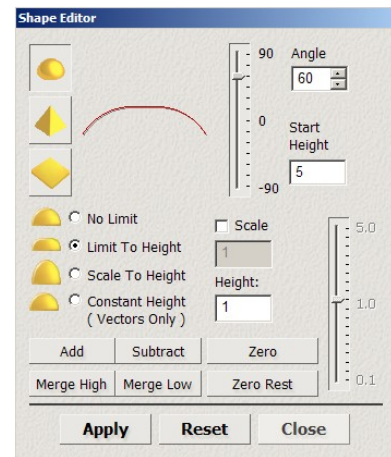 Shape Editor
90
Angle
60
0
Start
Height
5
-90
No Limit
Limit To Height
Scale To Height
Constant Height
( Vectors Only )
Scale
1
Height:
1
5.0
1.0
0.1
Add
Subtract
Zero
Merge High
Merge Low
Zero Rest
Apply
Reset
Close